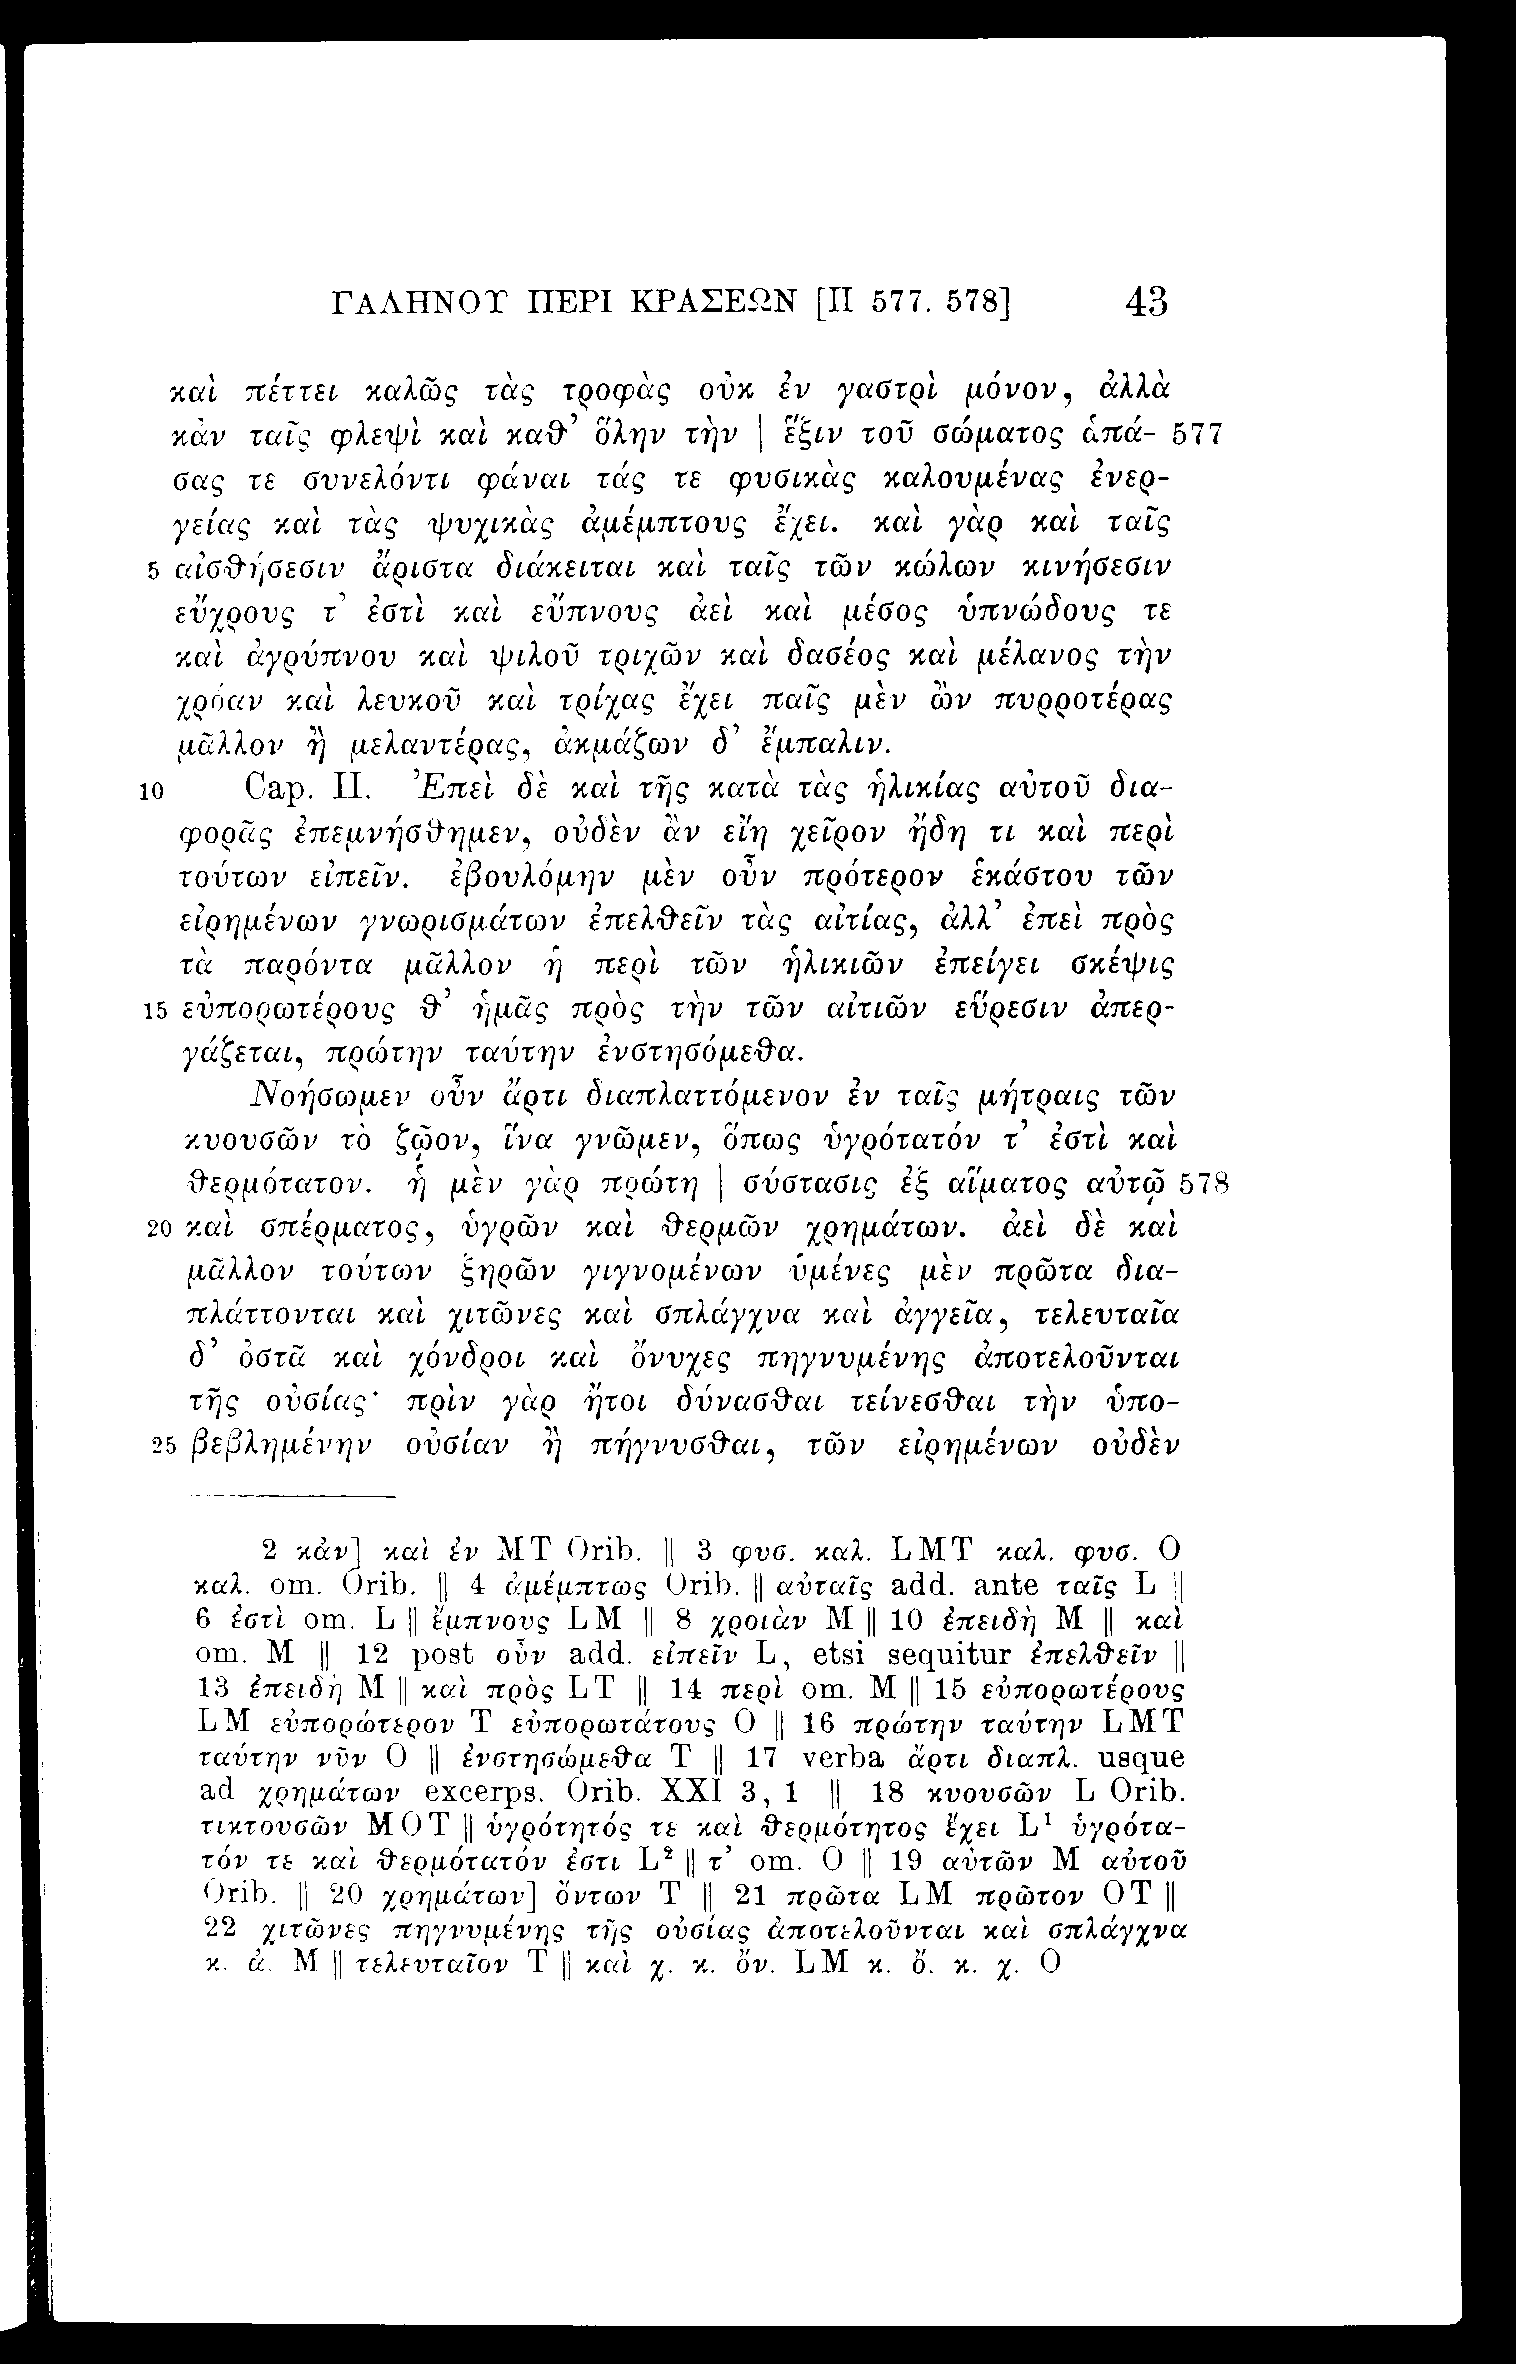 ΓΑΛΗΝΟΥ ΠΕΡΙ ΚΡΑΣΕΩΝ [II 577. 578] 43
καὶ πέττει καλῶς τὰς τροφὰς οὐκ ἐν γαστρὶ μόνον, ἀλλὰ
κἀν ταῖς φλεψὶ καὶ καθ’ ὅλην τὴν | ἕξιν τοῦ σώματος ἁπά- 577
σας τε συνελόντι φάναι τάς τε φυσικὰς καλουμένας ἐνερ-
γείας καὶ τὰς ψυχικὰς ἀμέμπτους ἔχει. καὶ γὰρ καὶ ταῖς
5 αἰσθήσεσιν ἄριστα διάκειται καὶ ταῖς τῶν κώλων κινήσεσιν
εὔχρους τ’ ἐστὶ καὶ εὔπνους ἀεὶ καὶ μέσος ὑπνώδους τε
καὶ ἀγρύπνου καὶ ψιλοῦ τριχῶν καὶ δασέος καὶ μέλανος τὴν
χρόαν καὶ λευκοῦ καὶ τρίχας ἔχει παῖς μὲν ὢν πυρροτέρας
μᾶλλον ἢ μελαντέρας, ἀκμάζων δ’ ἔμπαλιν.
10 Cap. II. Ἐπεὶ δὲ καὶ τῆς κατὰ τὰς ἡλικίας αὐτοῦ δια-
φορᾶς ἐπεμνήσθημεν, οὐδὲν ἂν εἴη χεῖρον ἤδη τι καὶ περὶ
τούτων εἰπεῖν. ἐβουλόμην μὲν οὖν πρότερον ἑκάστου τῶν
εἰρημένων γνωρισμάτων ἐπελθεῖν τὰς αἰτίας, ἀλλ’ ἐπεὶ πρὸς
τὰ παρόντα μᾶλλον ἡ περὶ τῶν ἡλικιῶν ἐπείγει σκέψις
15 εὐπορωτέρους θ’ ἡμᾶς πρὸς τὴν τῶν αἰτιῶν εὕρεσιν ἀπερ-
γάζεται, πρώτην ταύτην ἐνστησόμεθα.
Νοήσωμεν οὖν ἄρτι διαπλαττόμενον ἐν ταῖς μήτραις τῶν
κυουσῶν τὸ ζῷον, ἵνα γνῶμεν, ὅπως ὑγρότατόν τ’ ἐστὶ καὶ
θερμότατον. ἡ μὲν γὰρ πρώτη | σύστασις ἐξ αἵματος αὐτῷ 578
20 καὶ σπέρματος, ὑγρῶν καὶ θερμῶν χρημάτων. ἀεὶ δὲ καὶ
μᾶλλον τούτων ξηρῶν γιγνομένων ὑμένες μὲν πρῶτα δια-
πλάττονται καὶ χιτῶνες καὶ σπλάγχνα καὶ ἀγγεῖα, τελευταῖα
δ’ ὀστᾶ καὶ χόνδροι καὶ ὄνυχες πηγνυμένης ἀποτελοῦνται
τῆς οὐσίας· πρὶν γὰρ ἤτοι δύνασθαι τείνεσθαι τὴν ὑπο-
25 βεβλημένην οὐσίαν ἢ πήγνυσθαι, τῶν εἰρημένων οὐδὲν
2 κἀν] καὶ ἐν MT Orib. || 3 φυσ. καλ. LMT καλ. φυσ. O
καλ. om. Orib. || 4 ἀμέμπτως Orib. || αὐταῖς add. ante ταῖς L ||
6 ἐστὶ om. L || ἔμπνους LM || 8 χροιὰν M || 10 ἐπειδὴ M || καὶ
om. M || 12 post οὖν add. εἰπεῖν L, etsi sequitur ἐπελθεῖν ||
13 ἐπειδὴ M || καὶ πρὸς LT || 14 περὶ om. M || 15 εὐπορωτέρους
LM εὐπορώτερον T εὐπορωτάτους O || 16 πρώτην ταύτην LMT
ταύτην νῦν O || ἐνστησώμεθα T || 17 verba ἄρτι διαπλ. usque
ad χρημάτων excerps. Orib. XXI 3, 1 || 18 κυουσῶν L Orib.
τικτουσῶν MOT || ὑγρότητός τε καὶ θερμότητος ἔχει L¹ ὑγρότα-
τόν τε καὶ θερμότατόν ἐστι L² || τ’ om. O || 19 αὐτῶν M αὐτοῦ
Orib. || 20 χρημάτων] ὄντων T || 21 πρῶτα LM πρῶτον OT ||
22 χιτῶνες πηγνυμένης τῆς οὐσίας ἀποτελοῦνται καὶ σπλάγχνα
κ. ἀ. M || τελευταῖον T || καὶ χ. κ. ὄν. LM κ. ὄ. κ. χ. O